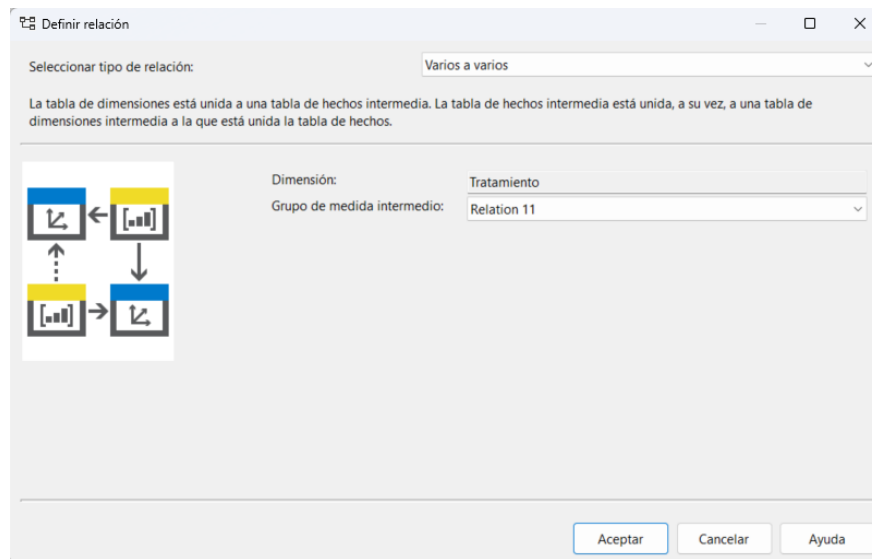 Definir relación
Seleccionar tipo de relación:
Varios a varios
La tabla de dimensiones está unida a una tabla de hechos intermedia. La tabla de hechos intermedia está unida, a su vez, a una tabla de
dimensiones intermedia a la que está unida la tabla de hechos.
Dimensión:
Tratamiento
Grupo de medida intermedio:
Relation 11
Aceptar
Cancelar
Ayuda